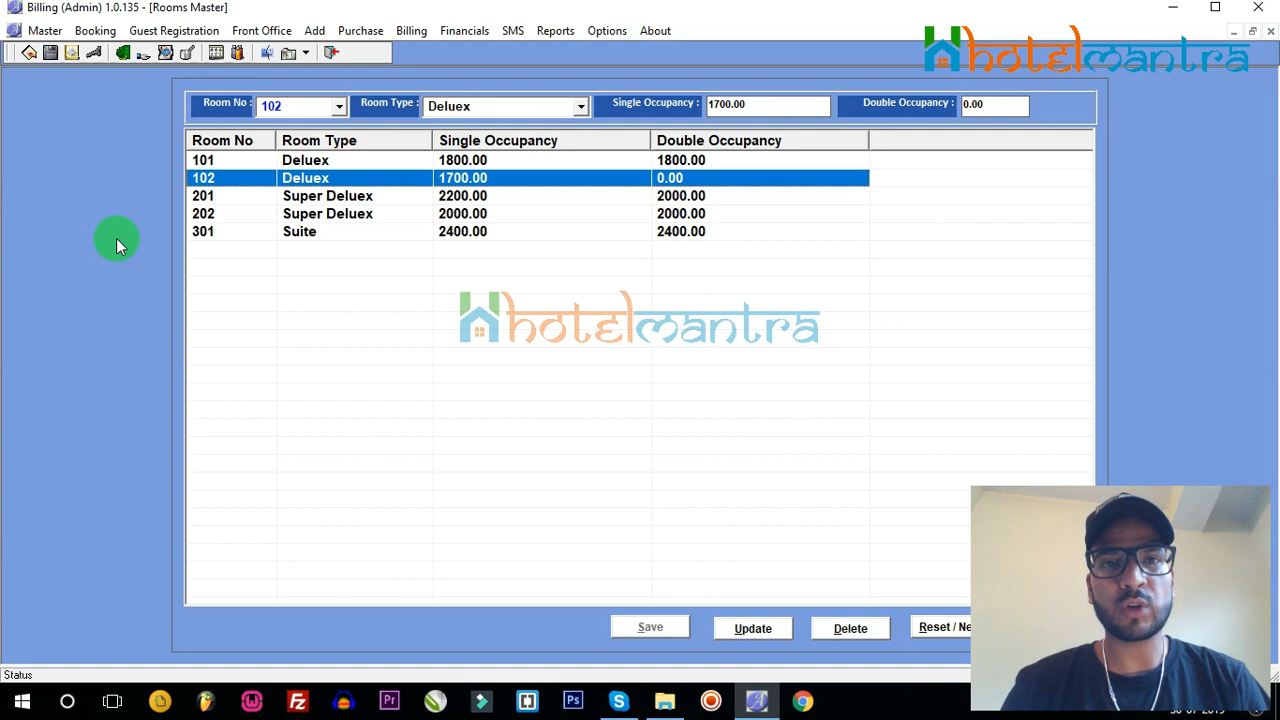 Billing (Admin) 1.0.135 - [Rooms Master]
Master Booking Guest Registration Front Office Add Purchase Billing Financials SMS Reports Options About
hotelmantra
Room No : 102 Room Type : Deluex Single Occupancy : 1700.00 Double Occupancy : 0.00
Room No Room Type Single Occupancy Double Occupancy
101 Deluex 1800.00 1800.00
102 Deluex 1700.00 0.00
201 Super Deluex 2200.00 2000.00
202 Super Deluex 2000.00 2000.00
301 Suite 2400.00 2400.00
hotelmantra
Save Update Delete Reset / Ne
Status
Fz Pr Ps